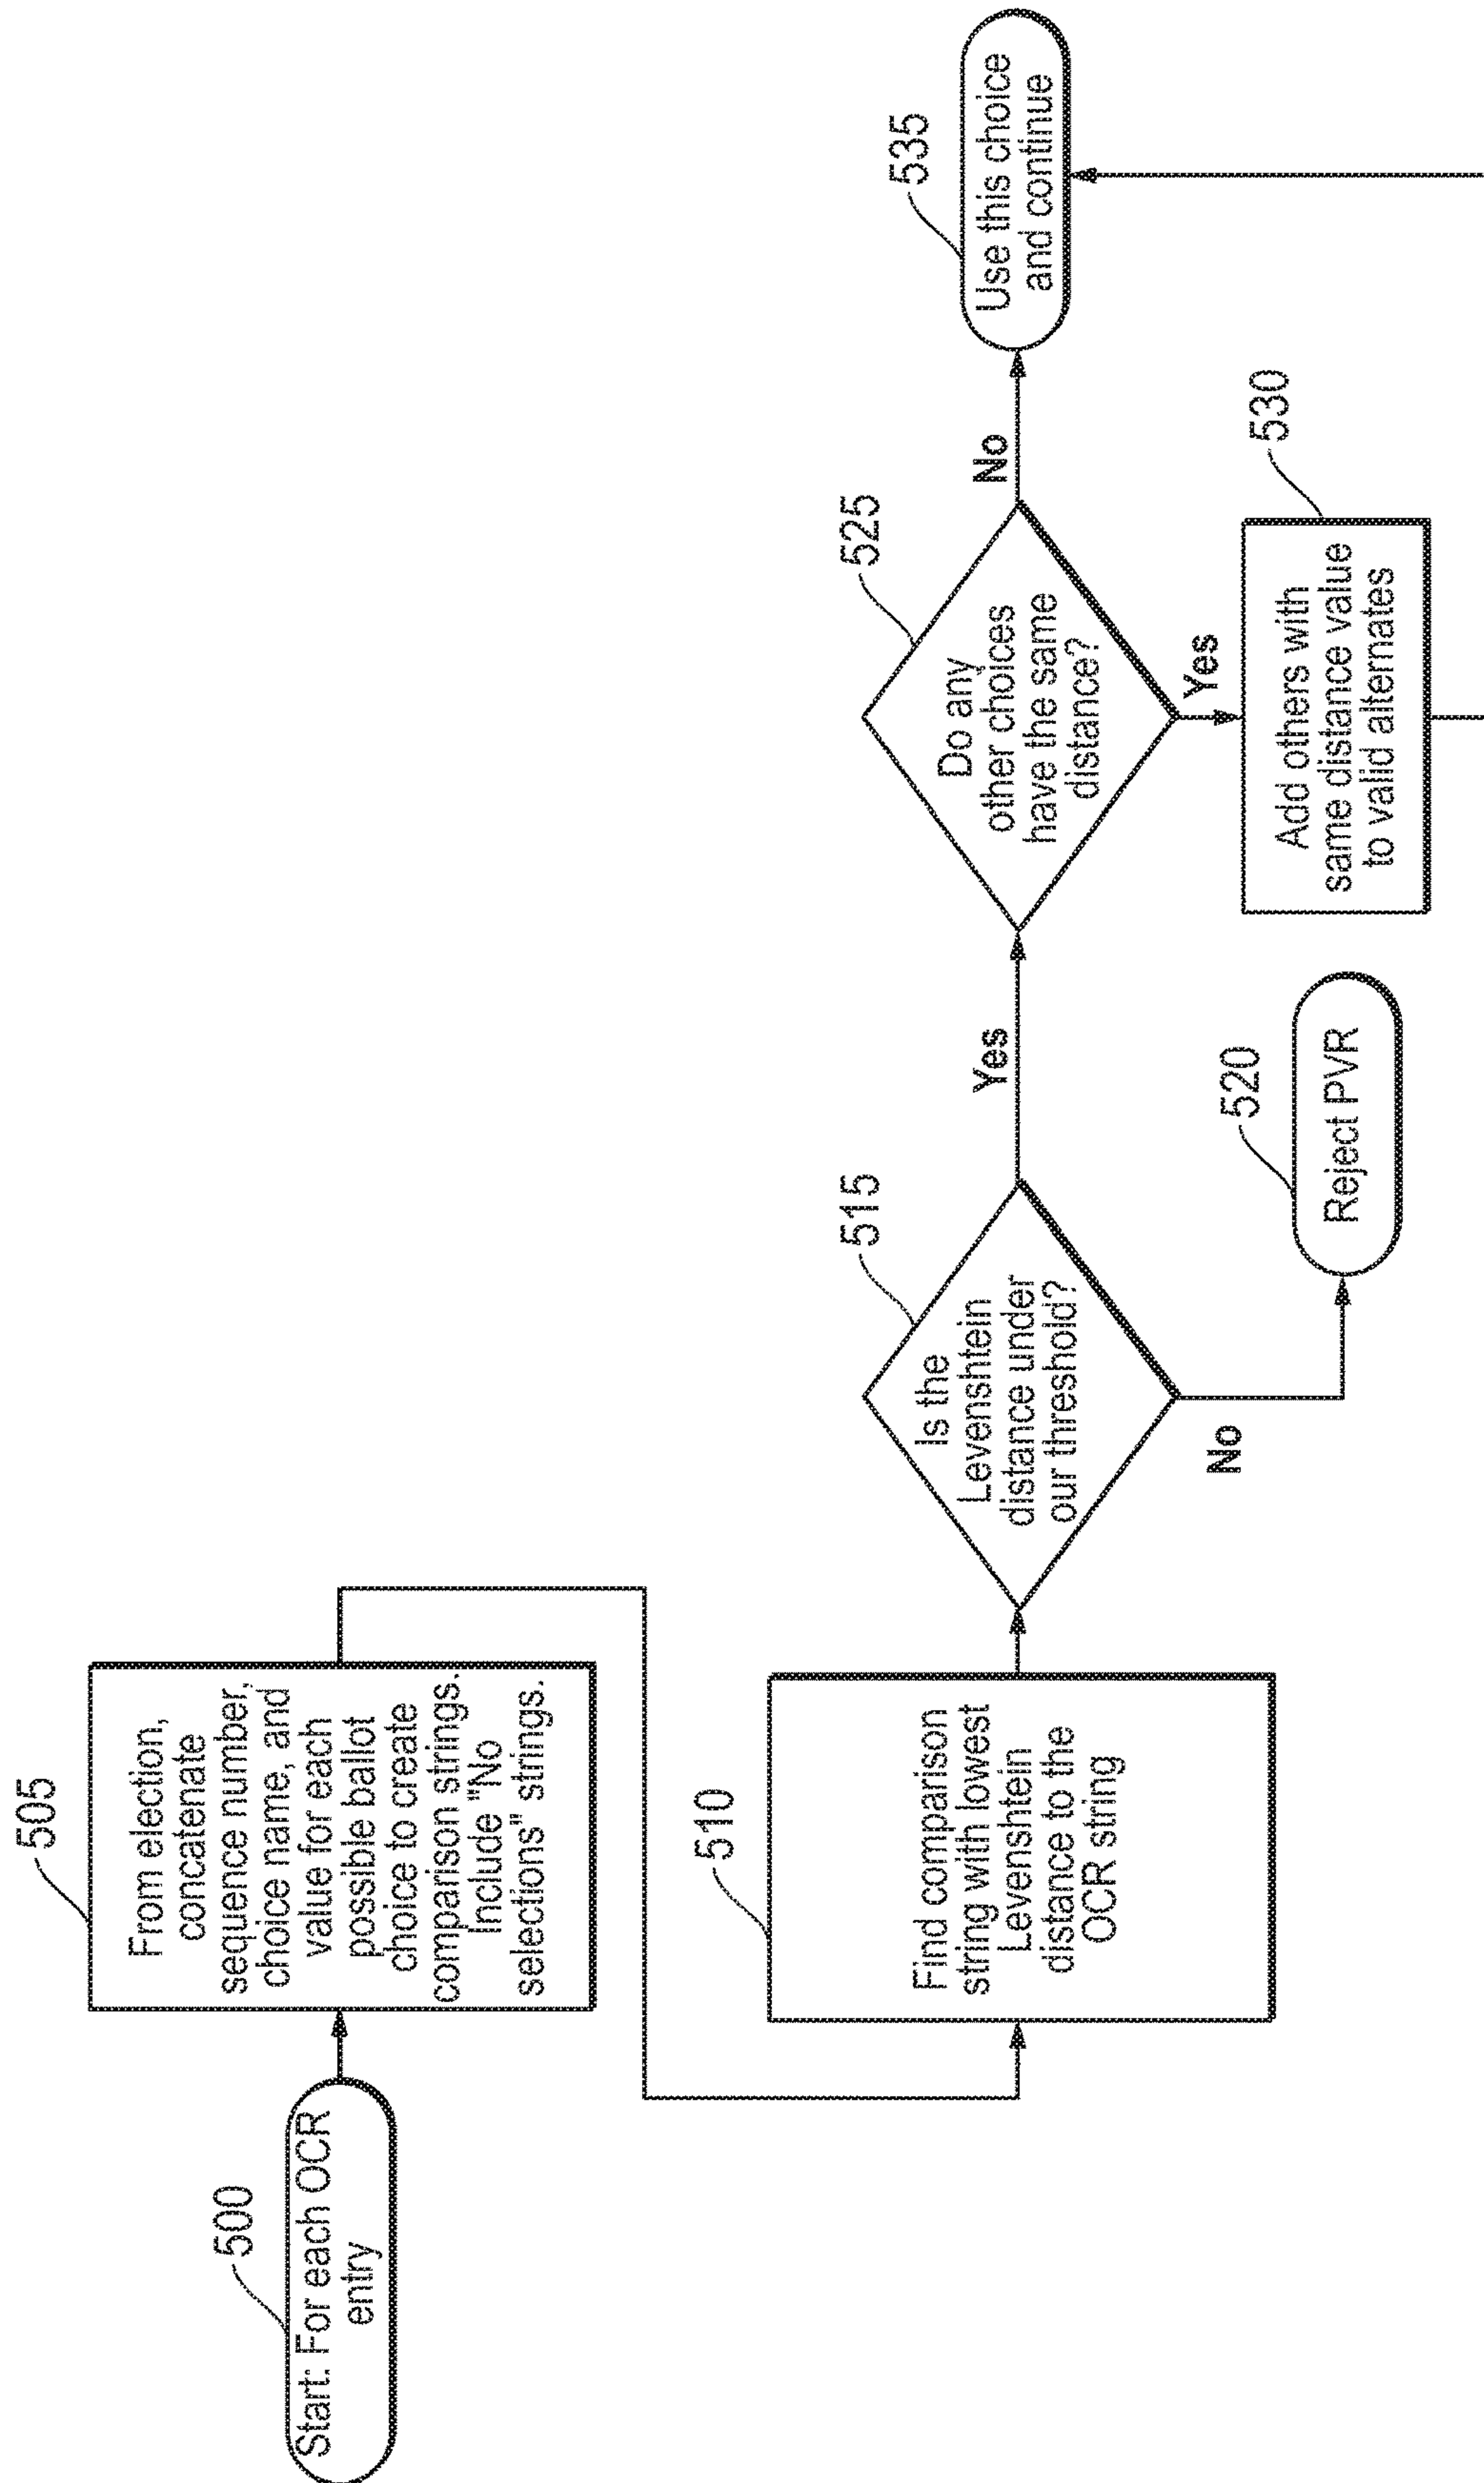 500
Start: For each OCR
entry
505
From election,
concatenate
sequence number,
choice name, and
value for each
possible ballot
choice to create
comparison strings.
Include "No
selections" strings.
510
Find comparison
string with lowest
Levenshtein
distance to the
OCR string
515
Is the
Levenshtein
distance under
our threshold?
No
520
Reject PVR
Yes
525
Do any
other choices
have the same
distance?
Yes
530
Add others with
same distance value
to valid alternates
No
535
Use this choice
and continue